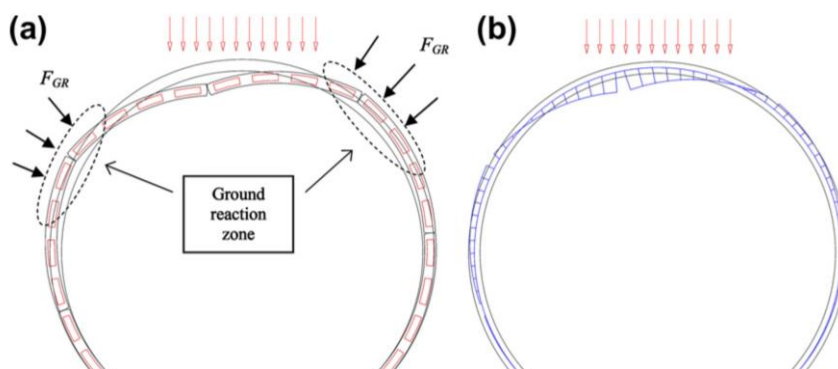 (a)
(b)
F_GR
F_GR
Ground
reaction
zone